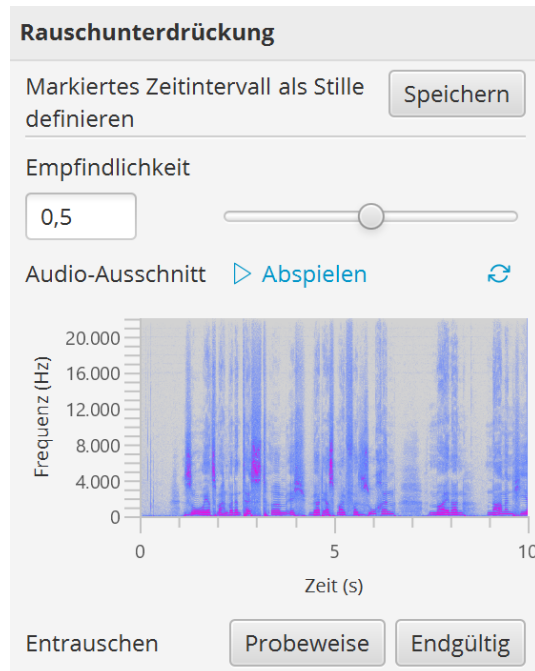 Rauschunterdrückung
Markiertes Zeitintervall als Stille
definieren
Speichern
Empfindlichkeit
0,5
Audio-Ausschnitt
Abspielen
Frequenz (Hz)
20.000
16.000
12.000
8.000
4.000
0
0
5
10
Zeit (s)
Entrauschen
Probeweise
Endgültig